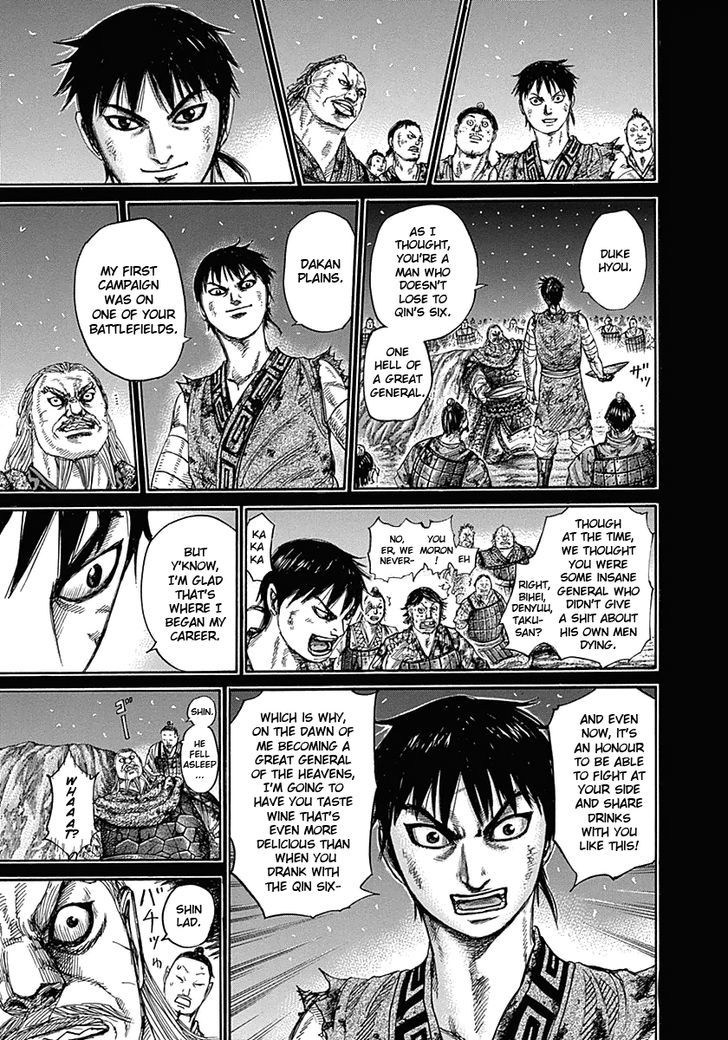 DUKE
HYOU.
AS I
THOUGHT,
YOU'RE A
MAN WHO
DOESN'T
LOSE TO
QIN'S SIX.
ONE
HELL OF
A GREAT
GENERAL.
ザッ
DAKAN
PLAINS.
MY FIRST
CAMPAIGN
WAS ON
ONE OF YOUR
BATTLEFIELDS.
THOUGH
AT THE TIME,
WE THOUGHT
YOU WERE
SOME INSANE
GENERAL WHO
DIDN'T GIVE
A SHIT ABOUT
HIS OWN MEN
DYING.
RIGHT,
BIHEI,
DENYUU,
TAKU-
SAN?
EH
YOU
MORON
!
NO,
ER, WE
NEVER-
KA
KA
KA
BUT
Y'KNOW,
I'M GLAD
THAT'S
WHERE I
BEGAN MY
CAREER.
AND EVEN
NOW, IT'S
AN HONOUR
TO BE ABLE
TO FIGHT AT
YOUR SIDE
AND SHARE
DRINKS
WITH YOU
LIKE THIS!
WHICH IS WHY,
ON THE DAWN OF
ME BECOMING A
GREAT GENERAL
OF THE HEAVENS,
I'M GOING TO
HAVE YOU TASTE
WINE THAT'S
EVEN MORE
DELICIOUS THAN
WHEN YOU
DRANK WITH
THE QIN SIX-
SHIN.
HE
FELL
ASLEEP
...
WHAAAT?
SHIN
LAD.
バチッ